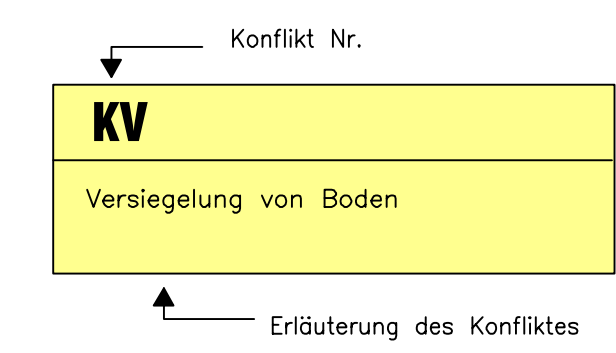 Konflikt Nr.
KV
Versiegelung von Boden
Erläuterung des Konfliktes